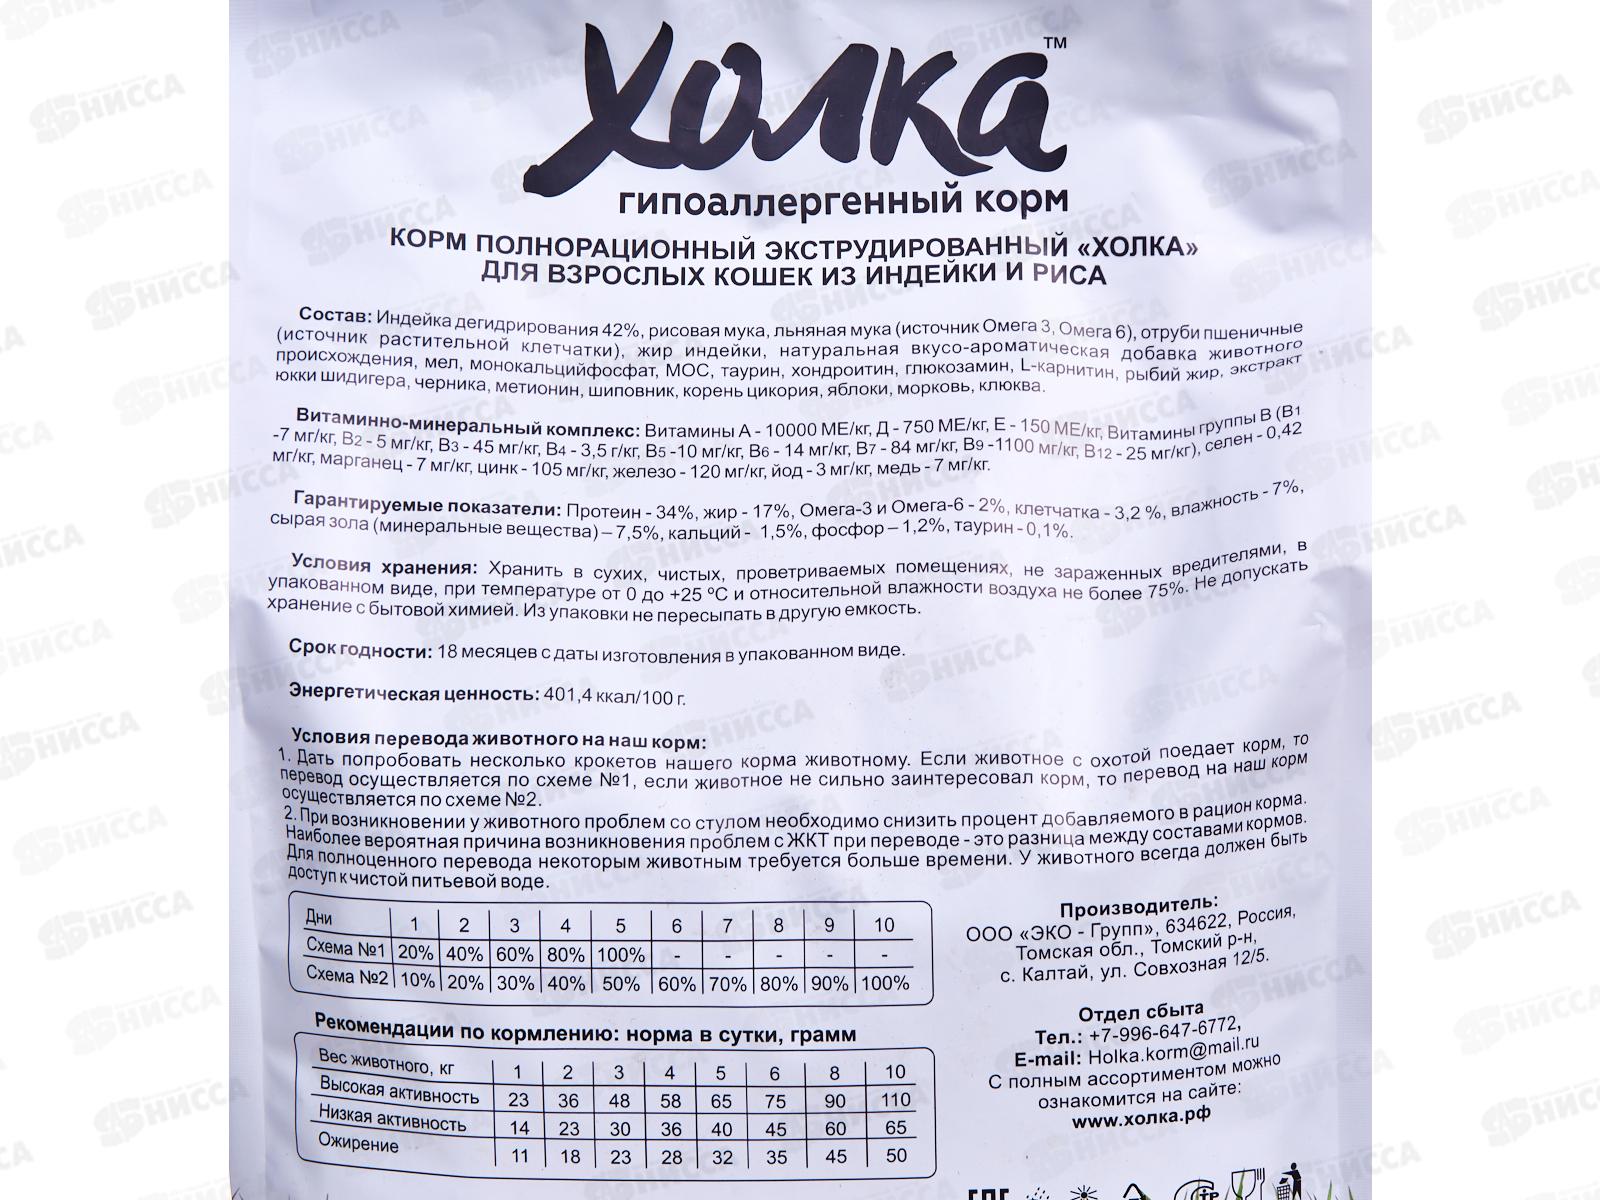 Холка™
гипоаллергенный корм
КОРМ ПОЛНОРАЦИОННЫЙ ЭКСТРУДИРОВАННЫЙ «ХОЛКА»
ДЛЯ ВЗРОСЛЫХ КОШЕК ИЗ ИНДЕЙКИ И РИСА
Состав: Индейка дегидрирования 42%, рисовая мука, льняная мука (источник Омега 3, Омега 6), отруби пшеничные
(источник растительной клетчатки), жир индейки, натуральная вкусо-ароматическая добавка животного
происхождения, мел, монокальцийфосфат, МОС, таурин, хондроитин, глюкозамин, L-карнитин, рыбий жир, экстракт
юкки шидигера, черника, метионин, шиповник, корень цикория, яблоки, морковь, клюква.
Витаминно-минеральный комплекс: Витамины А - 10000 МЕ/кг, Д - 750 МЕ/кг, Е - 150 МЕ/кг, Витамины группы В (В1
-7 мг/кг, В2 - 5 мг/кг, В3 - 45 мг/кг, В4 - 3,5 г/кг, В5 -10 мг/кг, В6 - 14 мг/кг, В7 - 84 мг/кг, В9 -1100 мг/кг, В12 - 25 мг/кг), селен - 0,42
мг/кг, марганец - 7 мг/кг, цинк - 105 мг/кг, железо - 120 мг/кг, йод - 3 мг/кг, медь - 7 мг/кг.
Гарантируемые показатели: Протеин - 34%, жир - 17%, Омега-3 и Омега-6 - 2%, клетчатка - 3,2 %, влажность - 7%,
сырая зола (минеральные вещества) – 7,5%, кальций - 1,5%, фосфор – 1,2%, таурин - 0,1%.
Условия хранения: Хранить в сухих, чистых, проветриваемых помещениях, не зараженных вредителями, в
упакованном виде, при температуре от 0 до +25 ºС и относительной влажности воздуха не более 75%. Не допускать
хранение с бытовой химией. Из упаковки не пересыпать в другую емкость.
Срок годности: 18 месяцев с даты изготовления в упакованном виде.
Энергетическая ценность: 401,4 ккал/100 г.
Условия перевода животного на наш корм:
1. Дать попробовать несколько крокетов нашего корма животному. Если животное с охотой поедает корм, то
перевод осуществляется по схеме №1, если животное не сильно заинтересовал корм, то перевод на наш корм
осуществляется по схеме №2.
2. При возникновении у животного проблем со стулом необходимо снизить процент добавляемого в рацион корма.
Наиболее вероятная причина возникновения проблем с ЖКТ при переводе - это разница между составами кормов.
Для полноценного перевода некоторым животным требуется больше времени. У животного всегда должен быть
доступ к чистой питьевой воде.
Дни 1 2 3 4 5 6 7 8 9 10
Схема №1 20% 40% 60% 80% 100% - - - - -
Схема №2 10% 20% 30% 40% 50% 60% 70% 80% 90% 100%
Рекомендации по кормлению: норма в сутки, грамм
Вес животного, кг 1 2 3 4 5 6 8 10
Высокая активность 23 36 48 58 65 75 90 110
Низкая активность 14 23 30 36 40 45 60 65
Ожирение 11 18 23 28 32 35 45 50
Производитель:
ООО «ЭКО - Групп», 634622, Россия,
Томская обл., Томский р-н,
с. Калтай, ул. Совхозная 12/5.
Отдел сбыта
Тел.: +7-996-647-6772,
E-mail: Holka.korm@mail.ru
С полным ассортиментом можно
ознакомится на сайте:
www.холка.рф